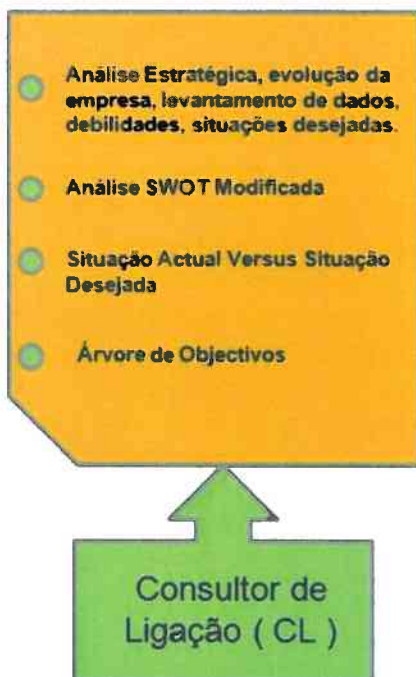 Análise Estratégica, evolução da
empresa, levantamento de dados,
debilidades, situações desejadas.
Análise SWOT Modificada
Situação Actual Versus Situação
Desejada
Árvore de Objectivos
Consultor de
Ligação ( CL )